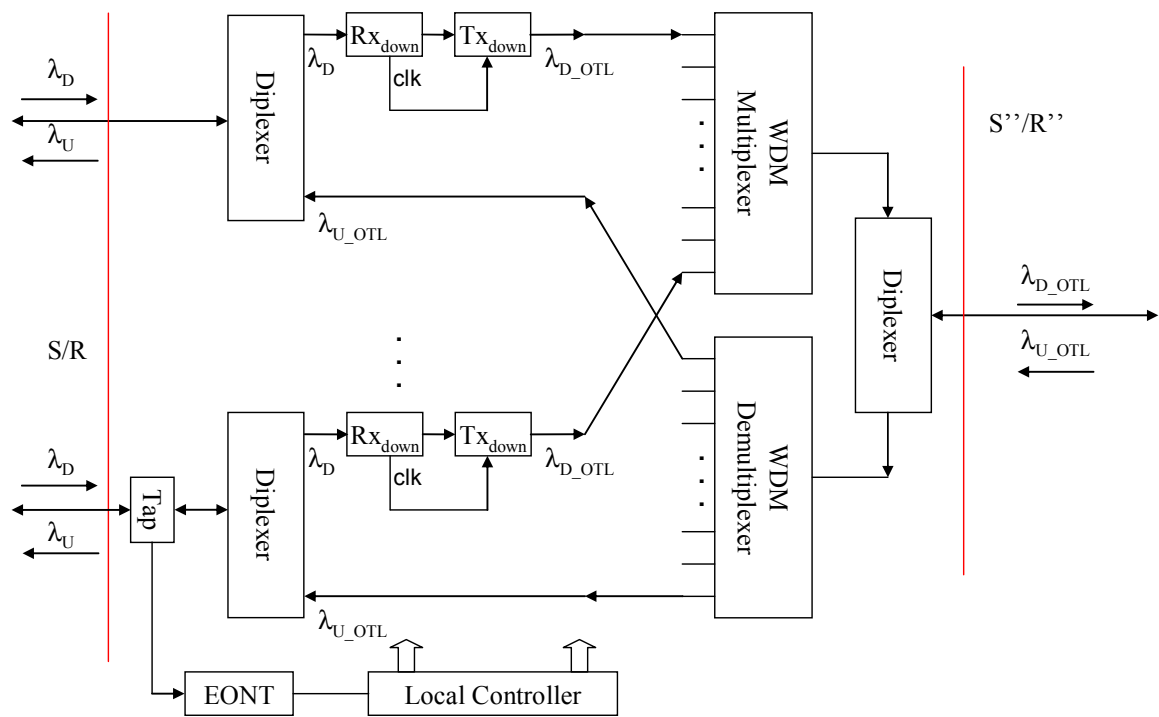 λD
λU
Diplexer
λD
Rxdown
clk
Txdown
λD_OTL
WDM
Multiplexer
S’’/R’’
λU_OTL
Diplexer
λD_OTL
λU_OTL
S/R
λD
λU
Tap
Diplexer
λD
Rxdown
clk
Txdown
λD_OTL
WDM
Demultiplexer
λU_OTL
EONT
Local Controller